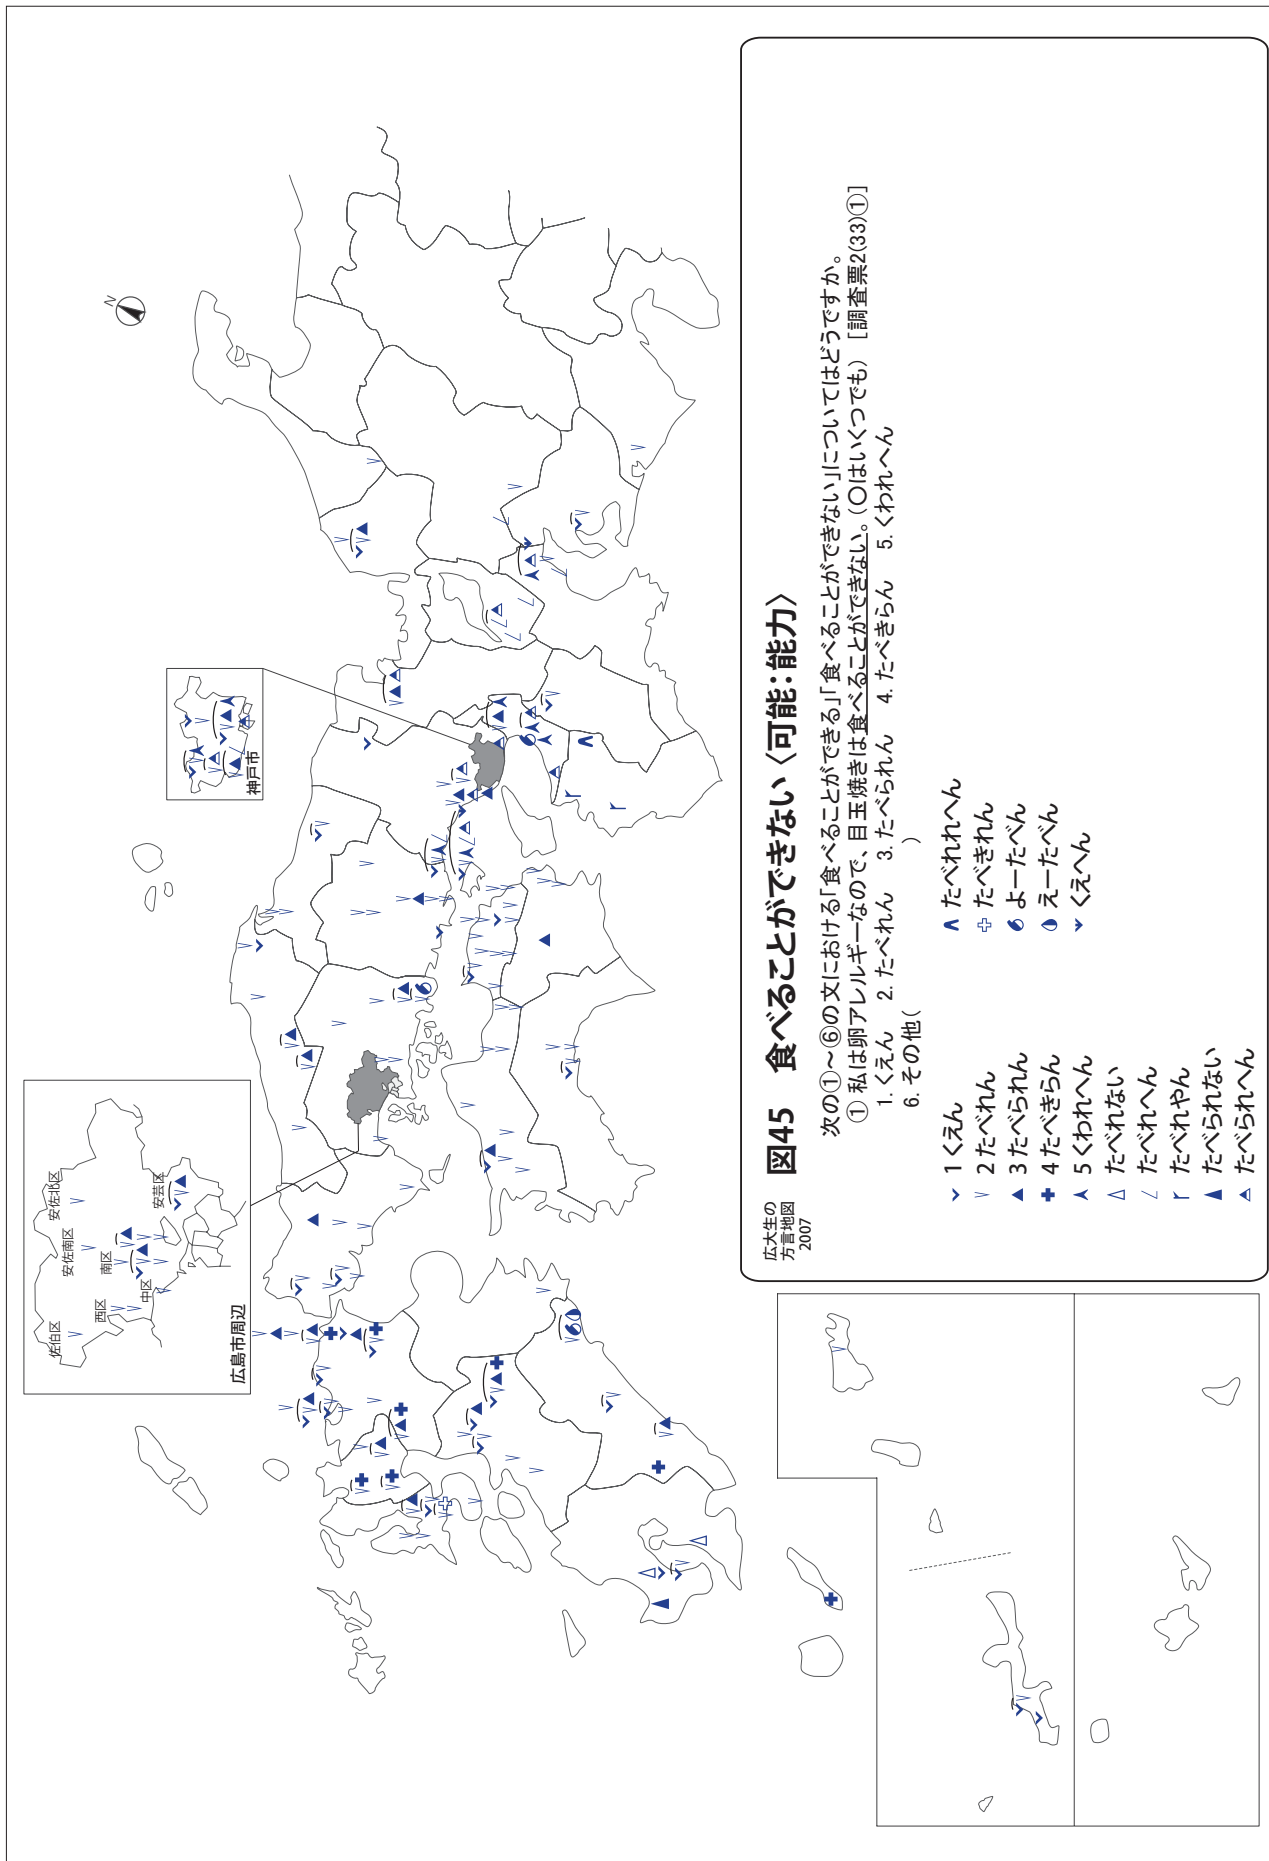 広大生の
方言地図
2007
図45 食べることができない〈可能：能力〉
次の①～⑥の文における「食べることができる」「食べることができない」についてはどうですか。
① 私は卵アレルギーなので、目玉焼きは食べることができない。（○はいくつでも）［調査票2(33)①］
1. くえん 2. たべれん 3. たべられん 4. たべきらん 5. くわれへん
6. その他（ ）
1 くえん
2 たべれん
3 たべられん
4 たべきらん
5 くわれへん
たべれない
たべれへん
たべれやん
たべられない
たべられへん
たべれれへん
たべきれん
よーたべん
えーたべん
くえへん
広島市周辺
佐伯区
西区
中区
南区
安佐南区
安佐北区
安芸区
神戸市
N